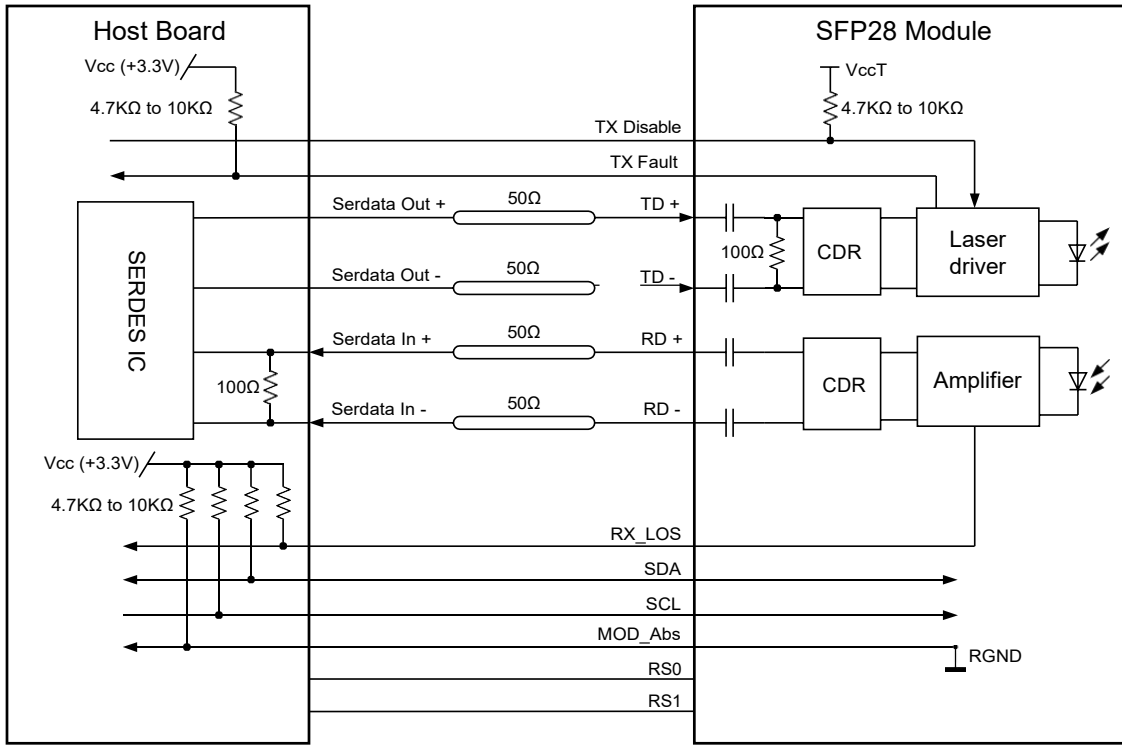 Host Board
SFP28 Module
Vcc (+3.3V)
VccT
4.7KΩ to 10KΩ
4.7KΩ to 10KΩ
TX Disable
TX Fault
Serdata Out +
50Ω
TD +
SERDES IC
100Ω
CDR
Laser
driver
Serdata Out -
50Ω
TD -
Serdata In +
50Ω
RD +
100Ω
CDR
Amplifier
Serdata In -
50Ω
RD -
Vcc (+3.3V)
4.7KΩ to 10KΩ
RX_LOS
SDA
SCL
MOD_Abs
RGND
RS0
RS1